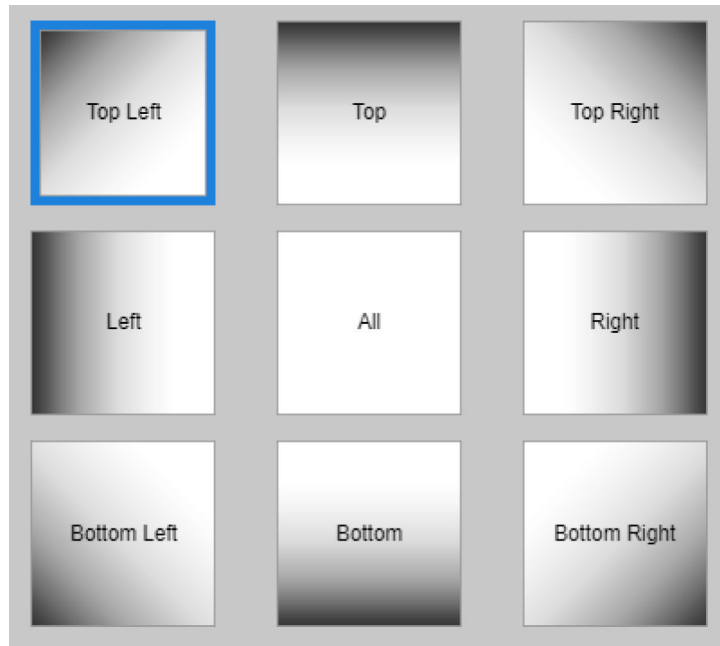 Top Left
Top
Top Right
Left
All
Right
Bottom Left
Bottom
Bottom Right